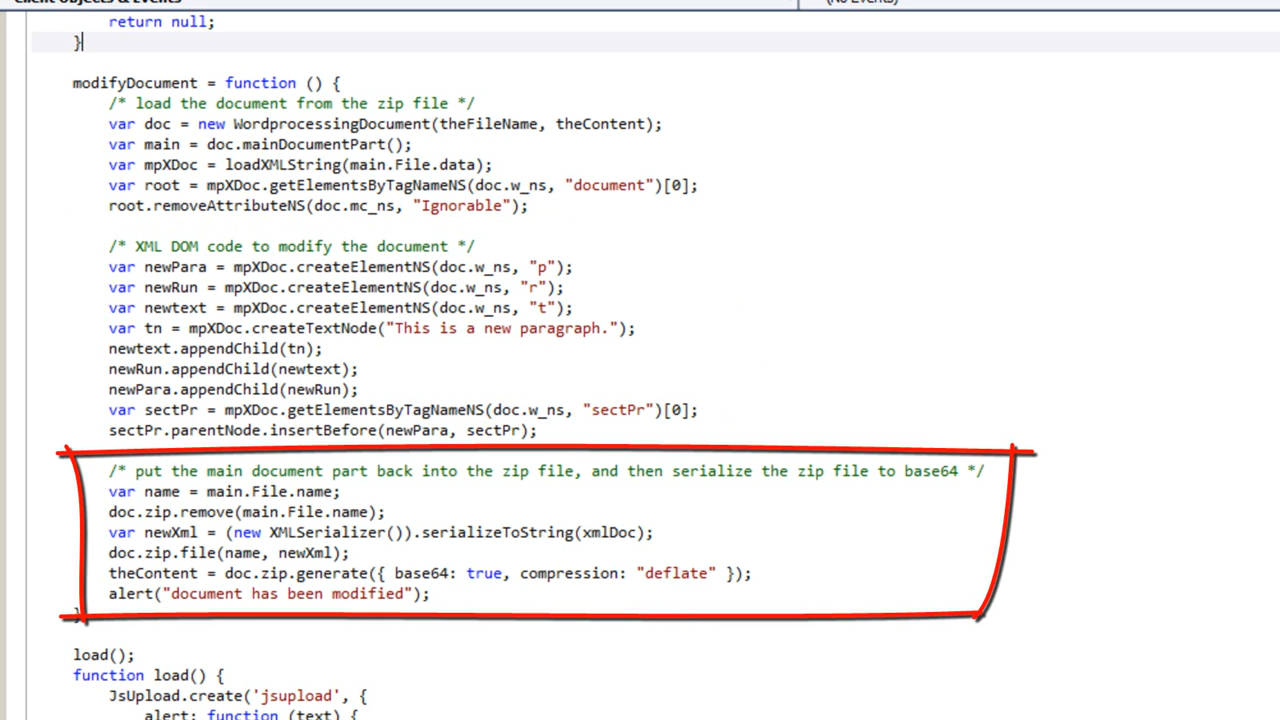 Client Objects & Events
(No Events)
return null;
}
modifyDocument = function () {
/* load the document from the zip file */
var doc = new WordprocessingDocument(theFileName, theContent);
var main = doc.mainDocumentPart();
var mpXDoc = loadXMLString(main.File.data);
var root = mpXDoc.getElementsByTagNameNS(doc.w_ns, "document")[0];
root.removeAttributeNS(doc.mc_ns, "Ignorable");
/* XML DOM code to modify the document */
var newPara = mpXDoc.createElementNS(doc.w_ns, "p");
var newRun = mpXDoc.createElementNS(doc.w_ns, "r");
var newtext = mpXDoc.createElementNS(doc.w_ns, "t");
var tn = mpXDoc.createTextNode("This is a new paragraph.");
newtext.appendChild(tn);
newRun.appendChild(newtext);
newPara.appendChild(newRun);
var sectPr = mpXDoc.getElementsByTagNameNS(doc.w_ns, "sectPr")[0];
sectPr.parentNode.insertBefore(newPara, sectPr);
/* put the main document part back into the zip file, and then serialize the zip file to base64 */
var name = main.File.name;
doc.zip.remove(main.File.name);
var newXml = (new XMLSerializer()).serializeToString(xmlDoc);
doc.zip.file(name, newXml);
theContent = doc.zip.generate({ base64: true, compression: "deflate" });
alert("document has been modified");
}
load();
function load() {
JsUpload.create('jsupload', {
alert: function (text) {